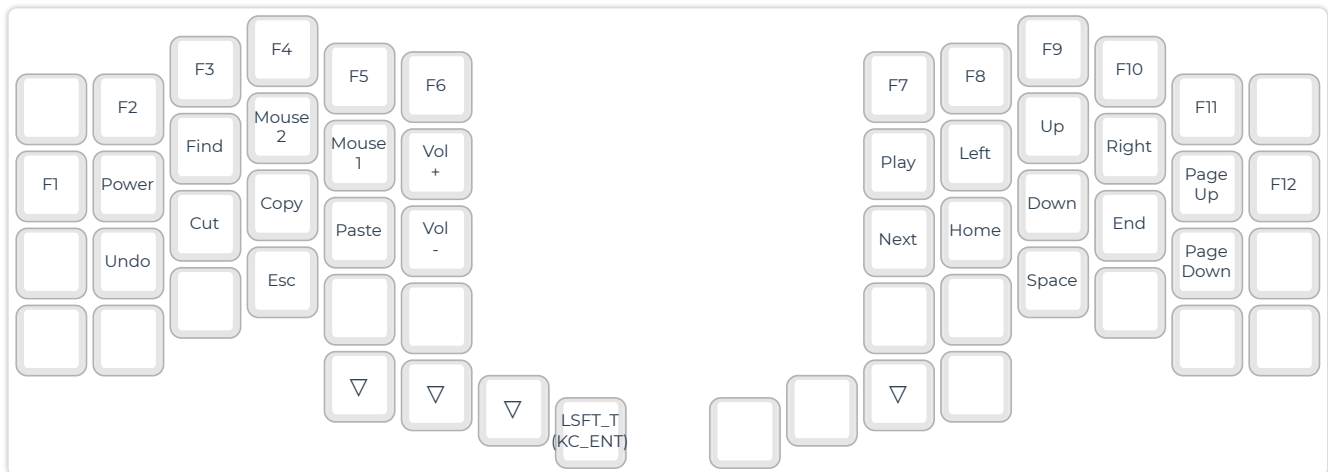 F4
F9
F3
F10
F5
F8
F6
F7
F2
F11
Mouse
2
Up
Find
Right
Mouse
1
Left
Vol
+
Play
F1
Power
Page
Up
F12
Copy
Down
Cut
End
Paste
Home
Vol
-
Next
Undo
Page
Down
Esc
Space
▽
▽
▽
▽
LSFT_T
(KC_ENT)